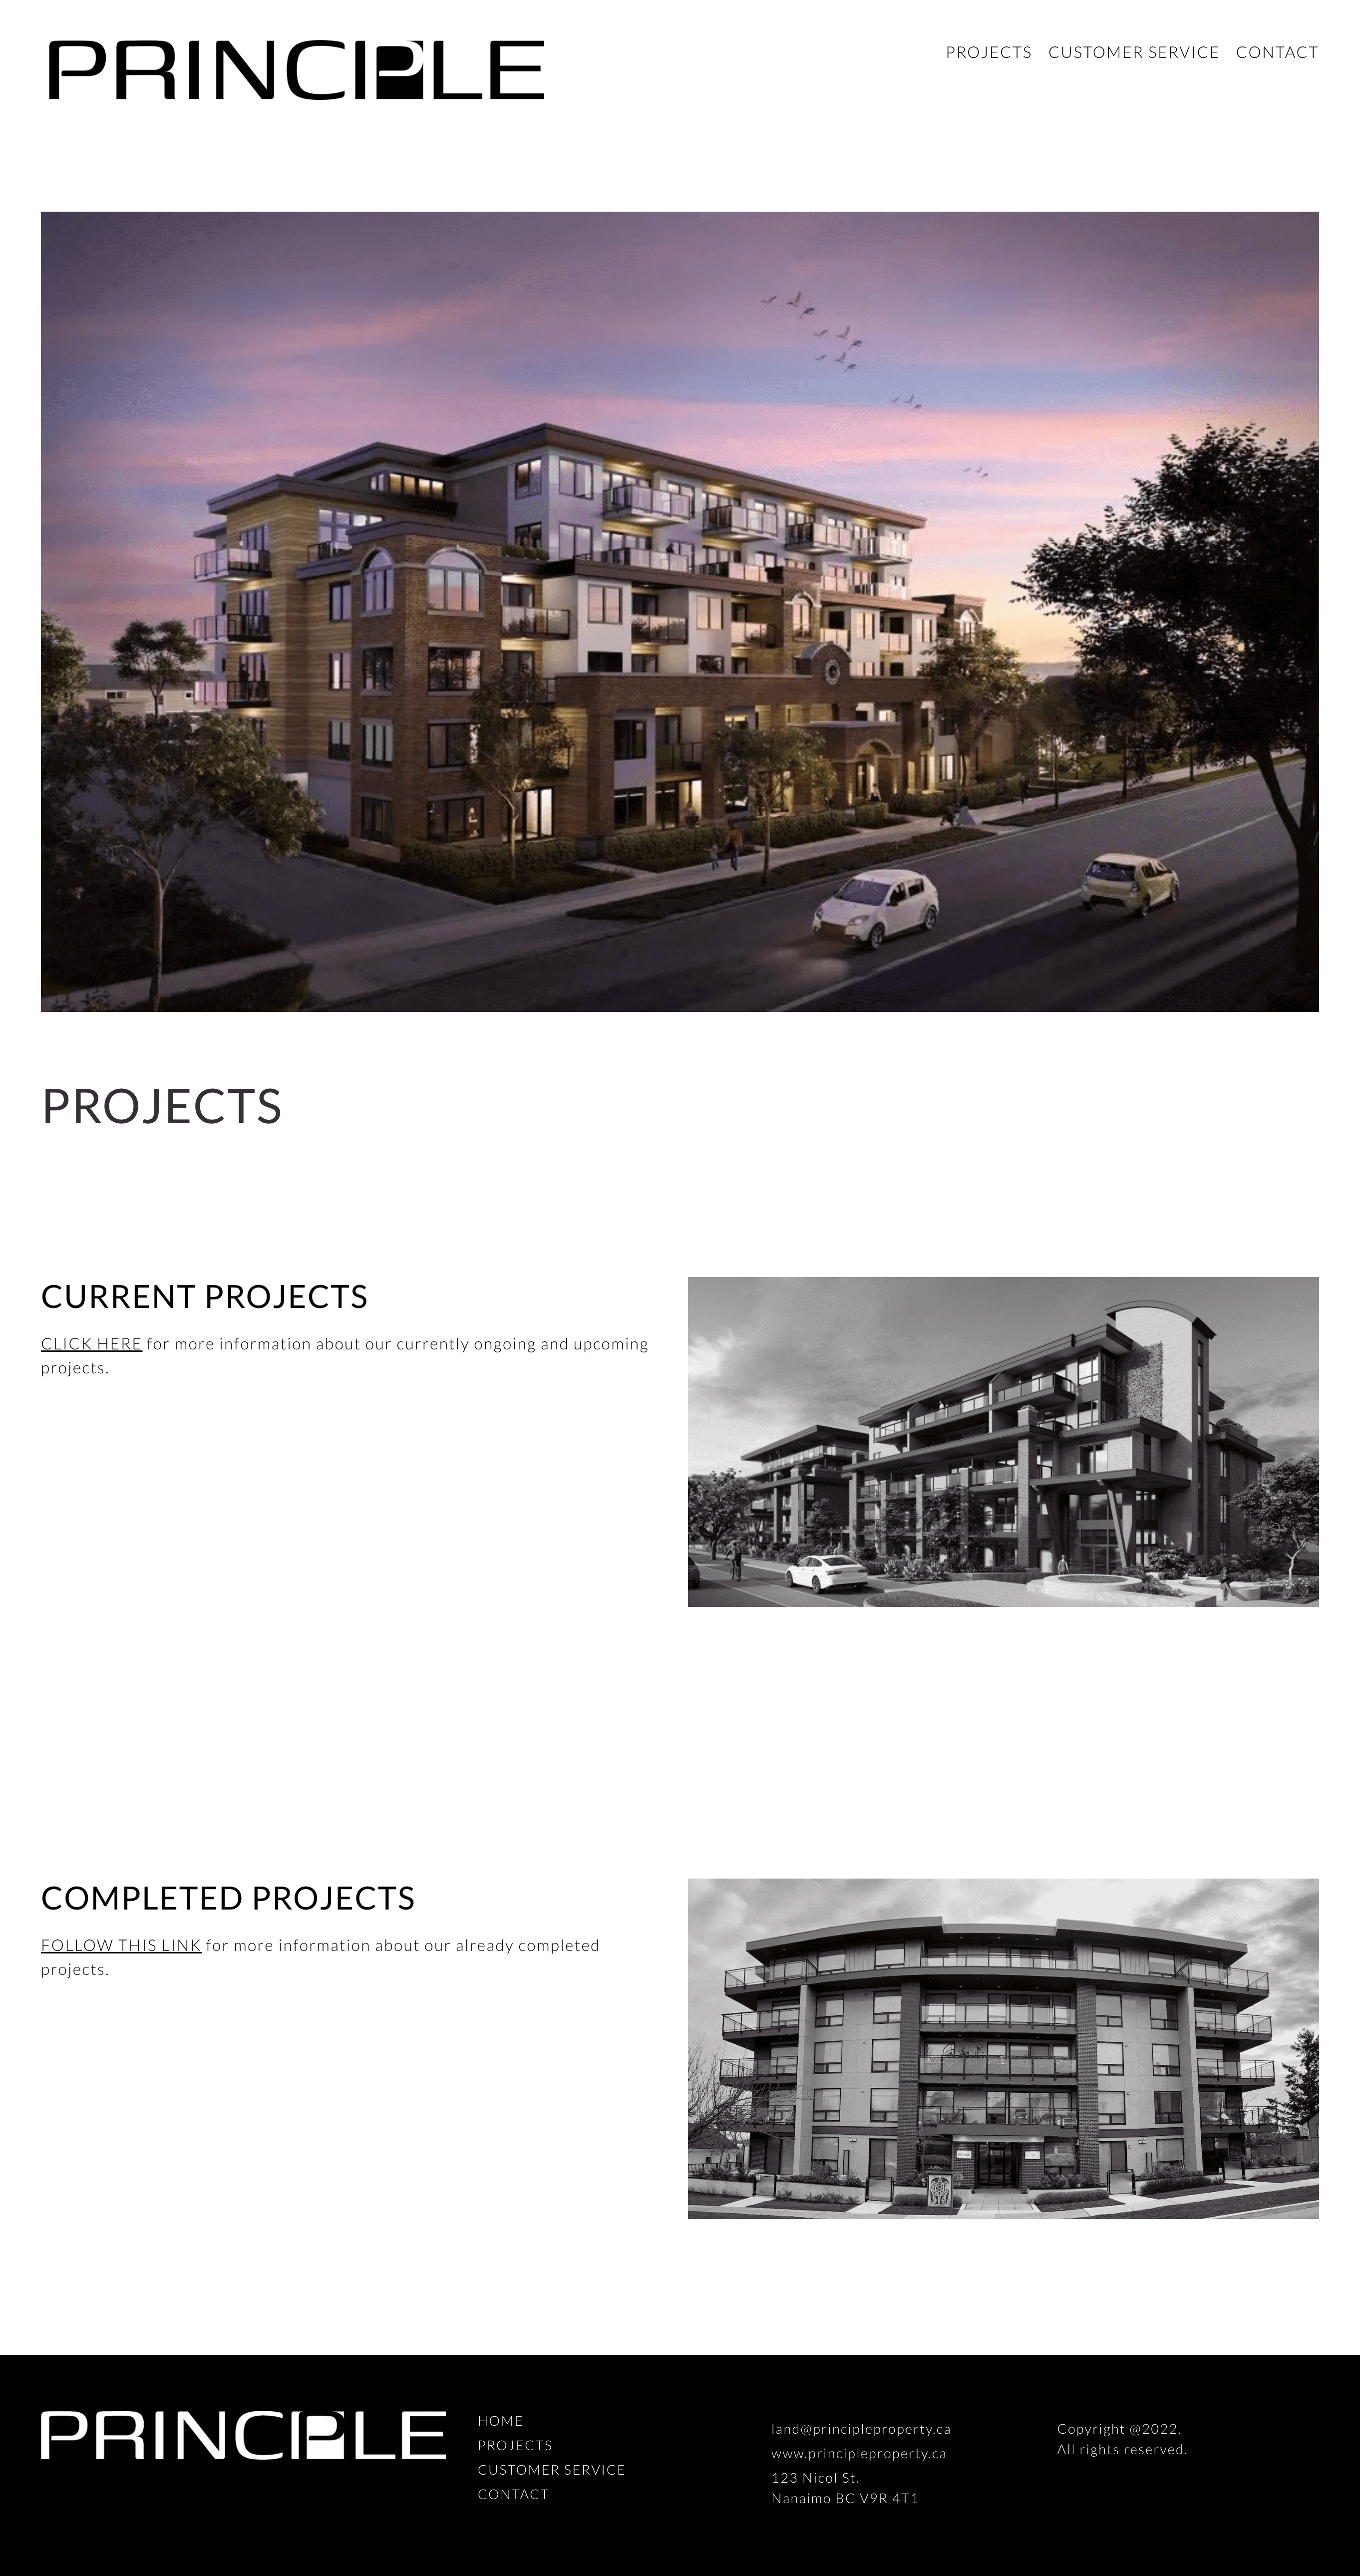 PRINCIPLE
PROJECTS CUSTOMER SERVICE CONTACT
PROJECTS
CURRENT PROJECTS
CLICK HERE for more information about our currently ongoing and upcoming
projects.
COMPLETED PROJECTS
FOLLOW THIS LINK for more information about our already completed
projects.
PRINCIPLE
HOME
PROJECTS
CUSTOMER SERVICE
CONTACT
land@principleproperty.ca
www.principleproperty.ca
123 Nicol St.
Nanaimo BC V9R 4T1
Copyright @2022.
All rights reserved.